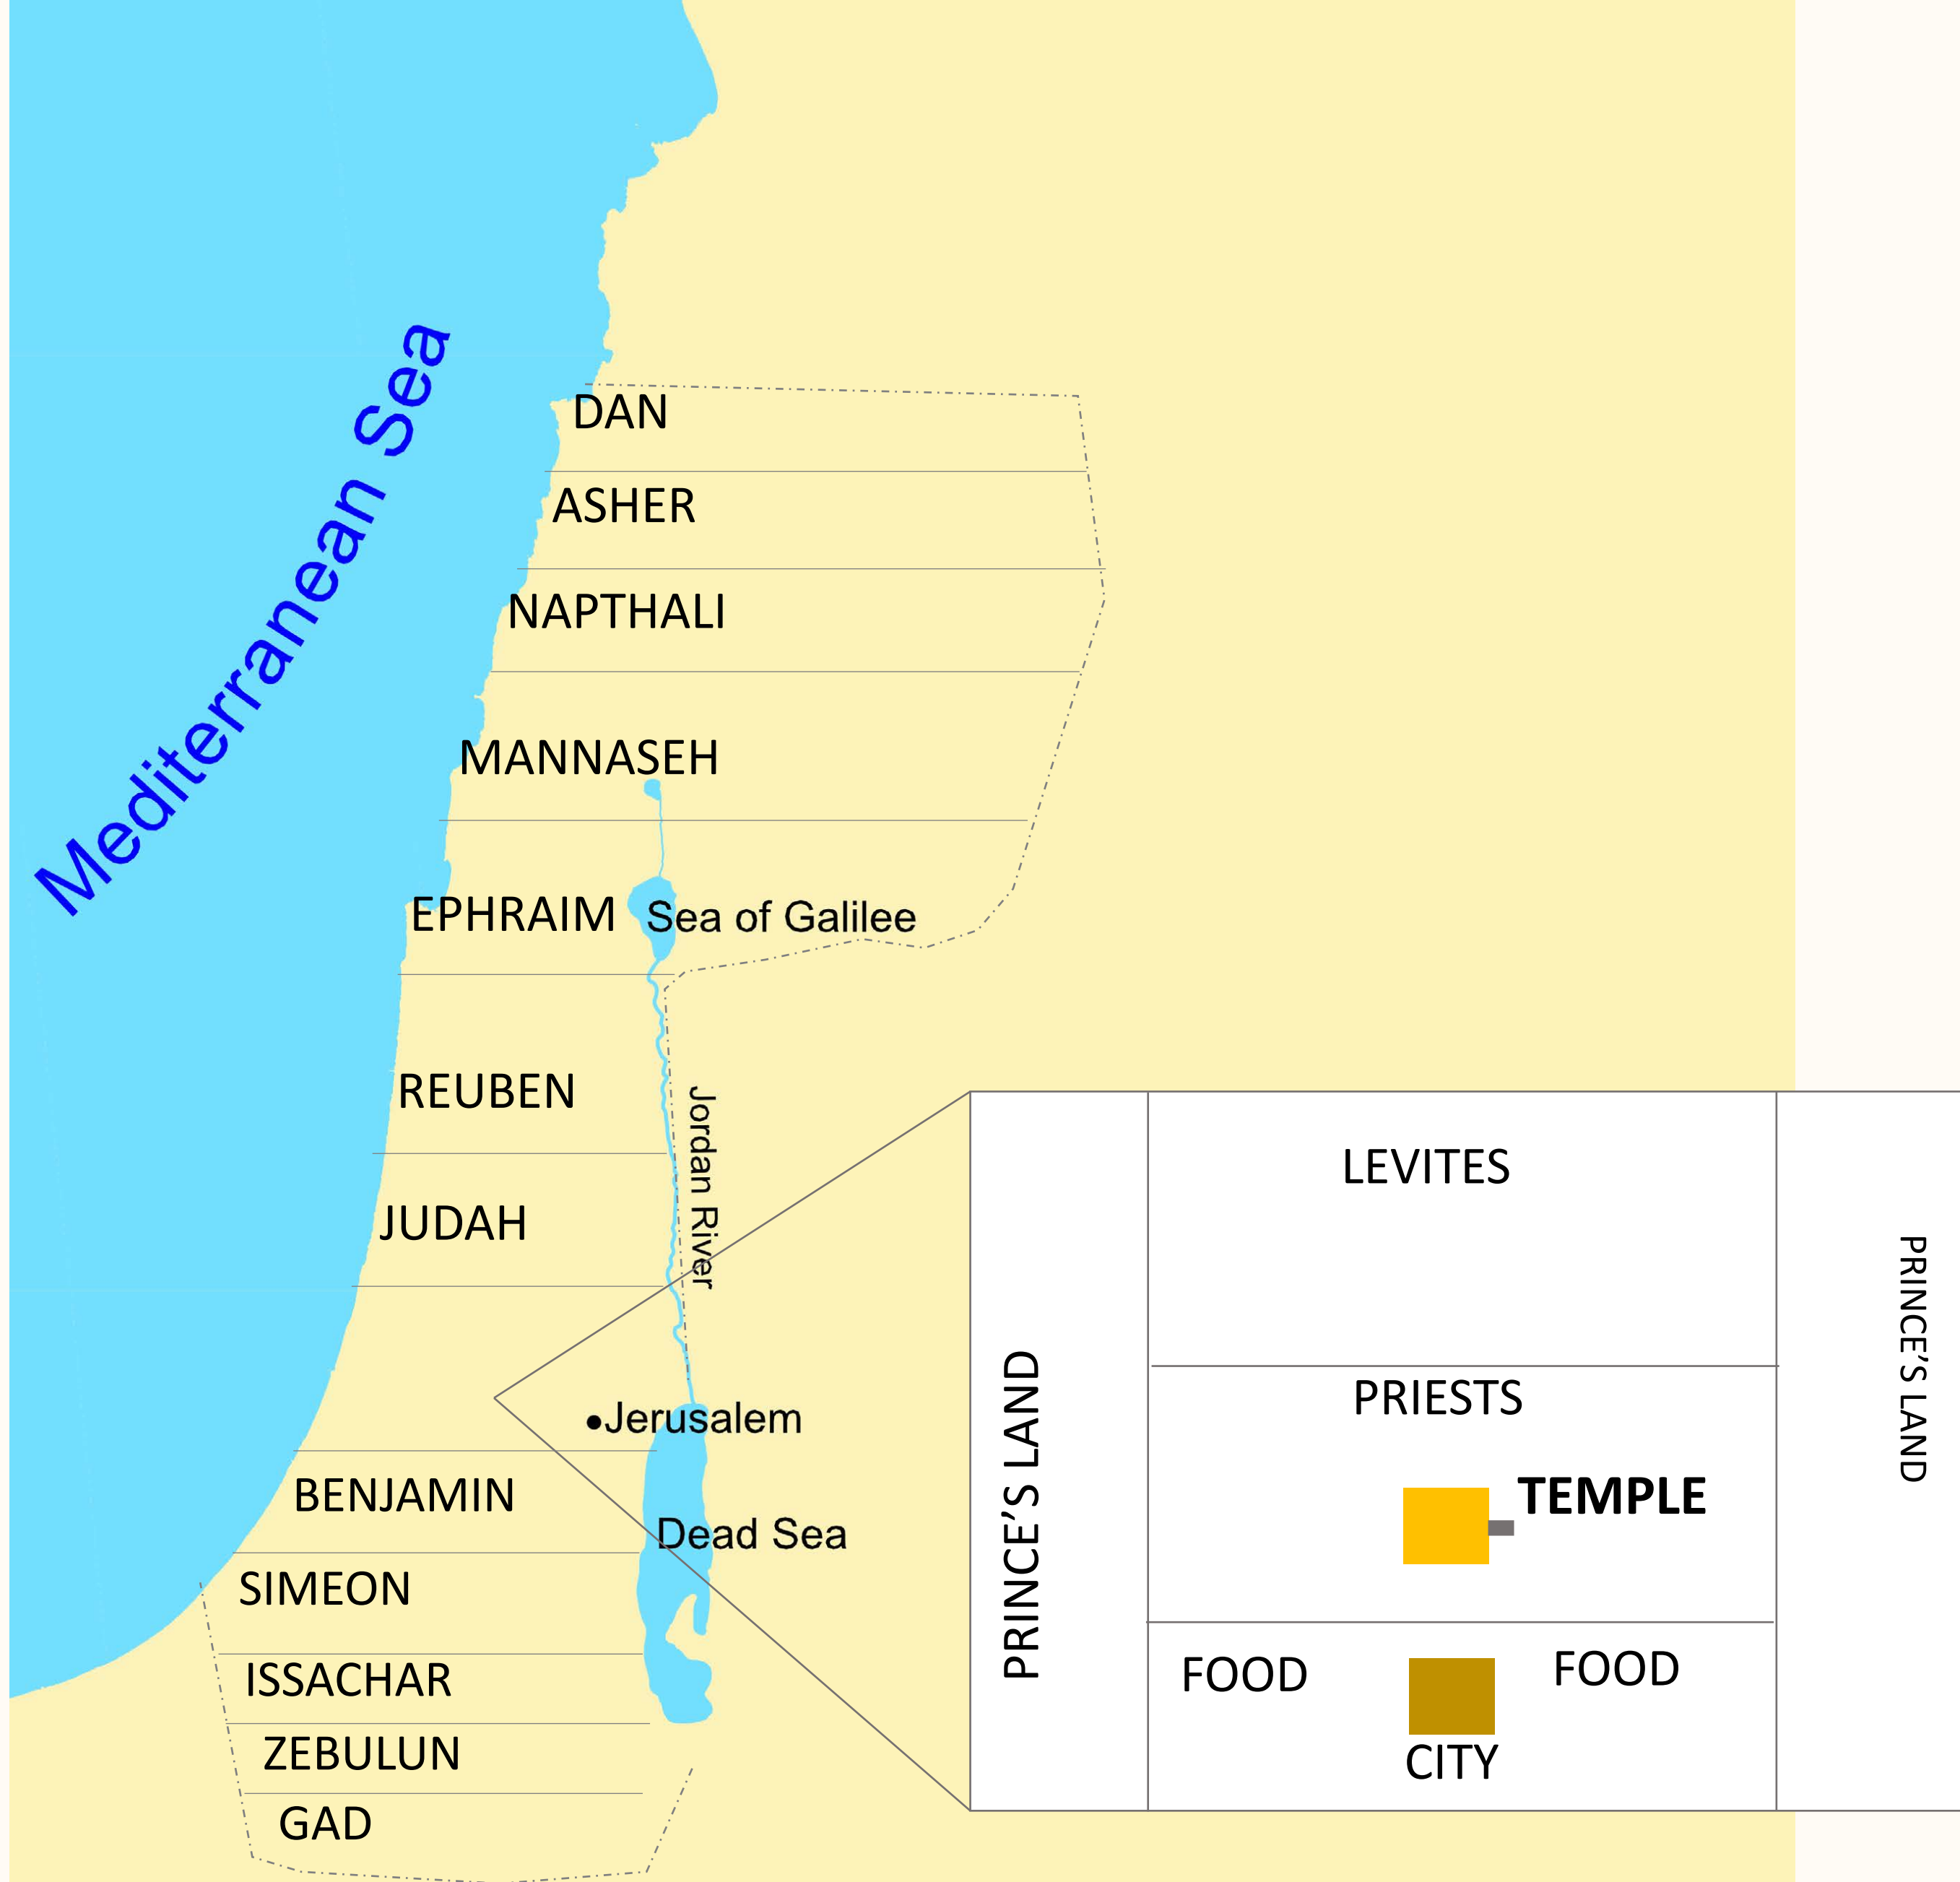 Mediterranean Sea
DAN
ASHER
NAPTHALI
MANNASEH
EPHRAIM
Sea of Galilee
REUBEN
Jordan River
JUDAH
Jerusalem
BENJAMIN
Dead Sea
SIMEON
ISSACHAR
ZEBULUN
GAD
PRINCE'S LAND
LEVITES
PRIESTS
TEMPLE
FOOD
FOOD
CITY
PRINCE'S LAND